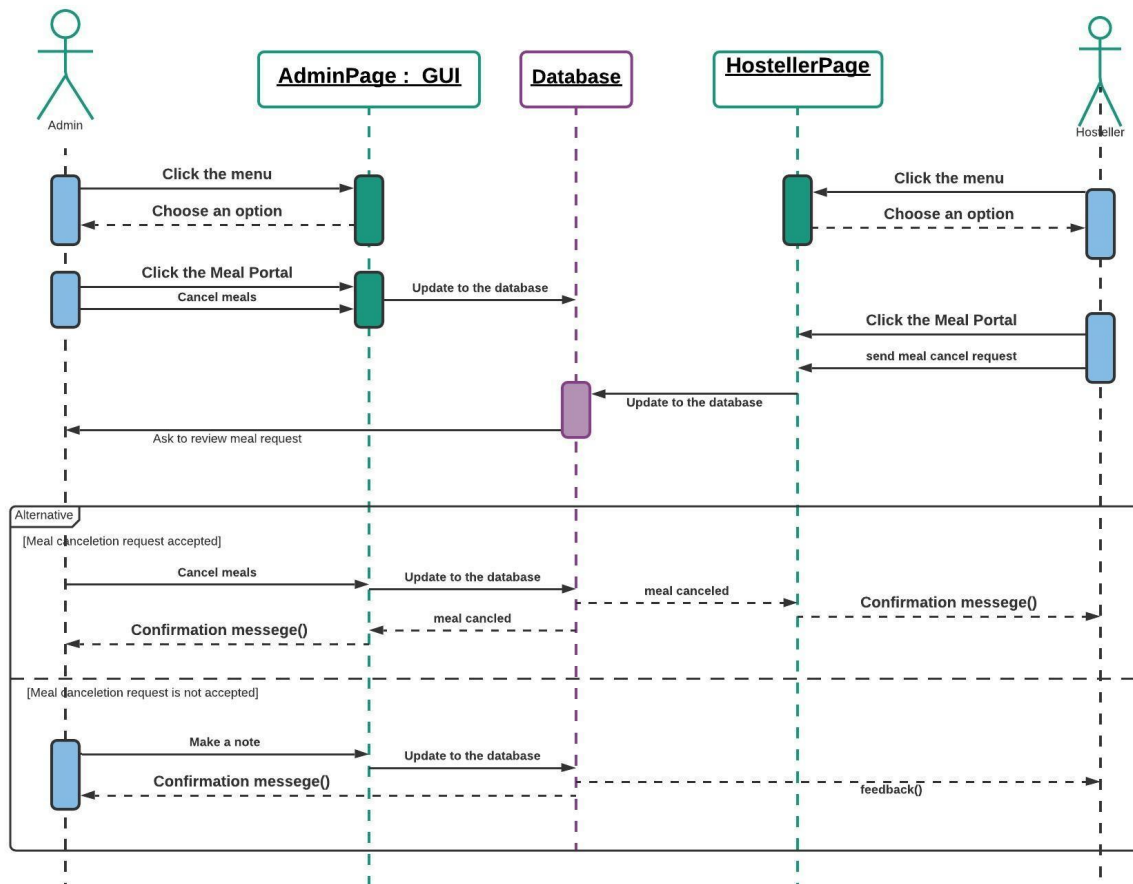 AdminPage : GUI
Database
HostellerPage
Admin
Hosteller
Click the menu
Click the menu
Choose an option
Choose an option
Click the Meal Portal
Update to the database
Cancel meals
Click the Meal Portal
send meal cancel request
Update to the database
Ask to review meal request
Alternative
[Meal canceletion request accepted]
Cancel meals
Update to the database
meal canceled
Confirmation messege()
meal cancled
Confirmation messege()
[Meal canceletion request is not accepted]
Make a note
Update to the database
Confirmation messege()
feedback()